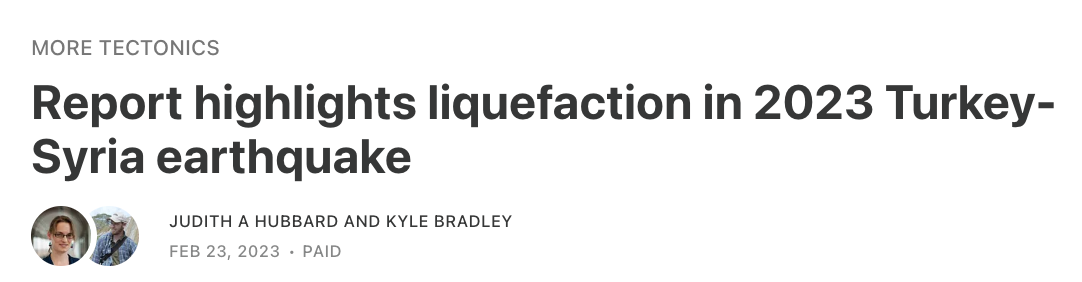 MORE TECTONICS
Report highlights liquefaction in 2023 Turkey-
Syria earthquake
JUDITH A HUBBARD AND KYLE BRADLEY
FEB 23, 2023 · PAID